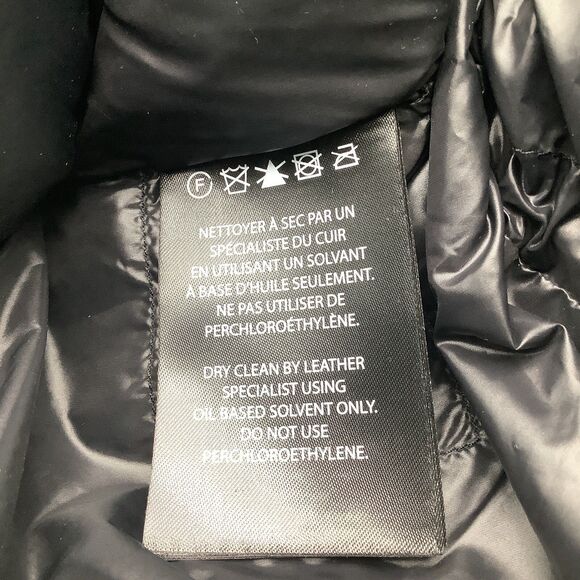 F
NETTOYER À SEC PAR UN
SPÉCIALISTE DU CUIR
EN UTILISANT UN SOLVANT
À BASE D'HUILE SEULEMENT.
NE PAS UTILISER DE
PERCHLOROÉTHYLÈNE.
DRY CLEAN BY LEATHER
SPECIALIST USING
OIL BASED SOLVENT ONLY.
DO NOT USE
PERCHLOROETHYLENE.